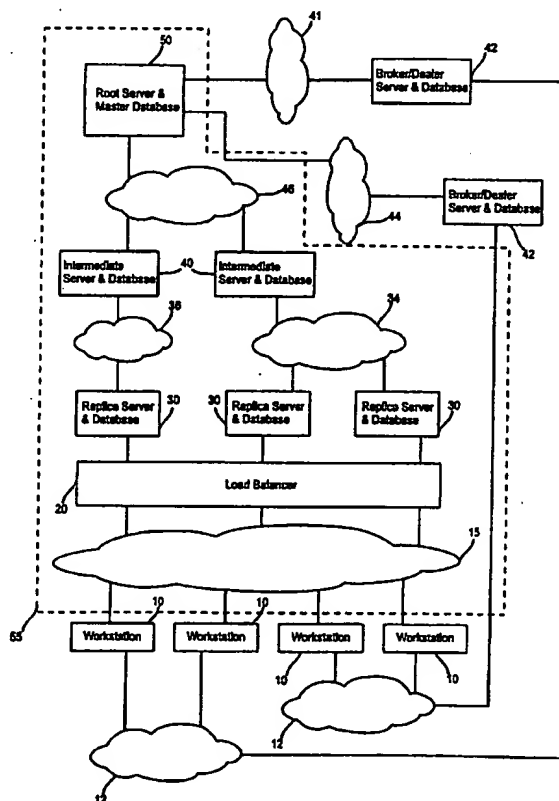 41
50
42
Root Server &
Master Database
Broker/Dealer
Server & Database
46
44
Broker/Dealer
Server & Database
42
Intermediate
Server & Database
40
Intermediate
Server & Database
36
34
Replica Server
& Database
30
30
Replica Server
& Database
Replica Server
& Database
30
Load Balancer
20
15
55
10
Workstation
10
Workstation
Workstation
10
Workstation
10
12
12